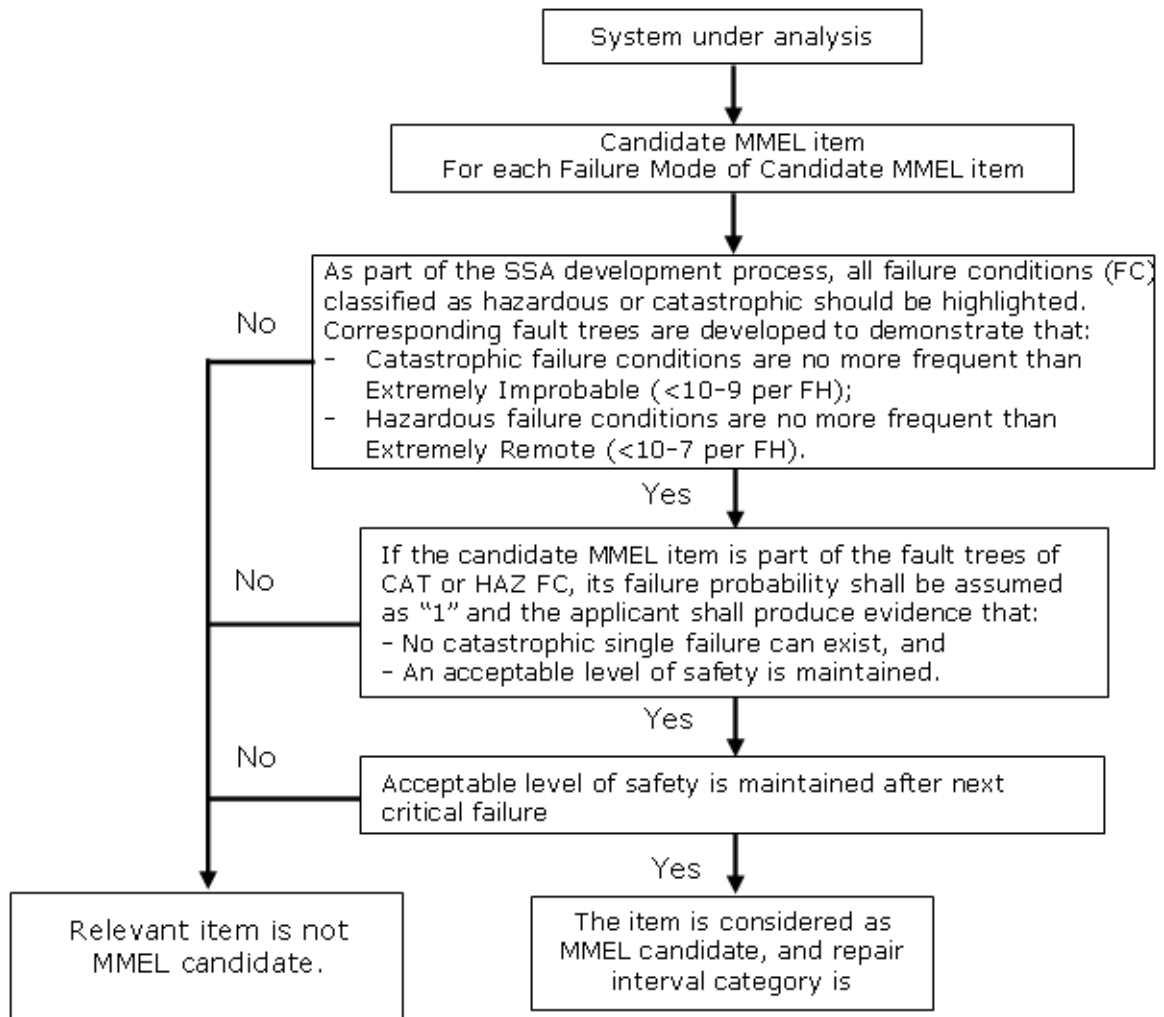 System under analysis
Candidate MMEL item
For each Failure Mode of Candidate MMEL item
As part of the SSA development process, all failure conditions (FC)
classified as hazardous or catastrophic should be highlighted.
Corresponding fault trees are developed to demonstrate that:
- Catastrophic failure conditions are no more frequent than
Extremely Improbable (<10-9 per FH);
- Hazardous failure conditions are no more frequent than
Extremely Remote (<10-7 per FH).
No
Yes
If the candidate MMEL item is part of the fault trees of
CAT or HAZ FC, its failure probability shall be assumed
as “1” and the applicant shall produce evidence that:
- No catastrophic single failure can exist, and
- An acceptable level of safety is maintained.
No
Yes
Acceptable level of safety is maintained after next
critical failure
No
Yes
Relevant item is not
MMEL candidate.
The item is considered as
MMEL candidate, and repair
interval category is